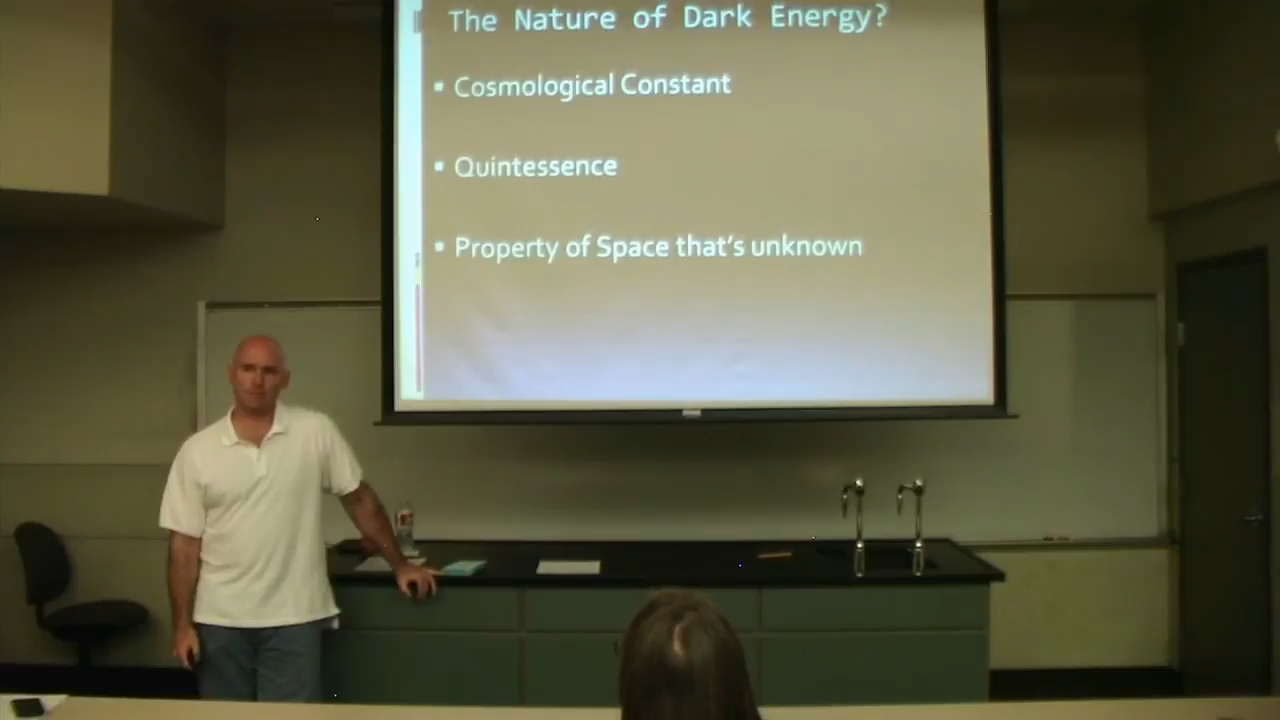 The Nature of Dark Energy?
▪ Cosmological Constant
▪ Quintessence
▪ Property of Space that's unknown